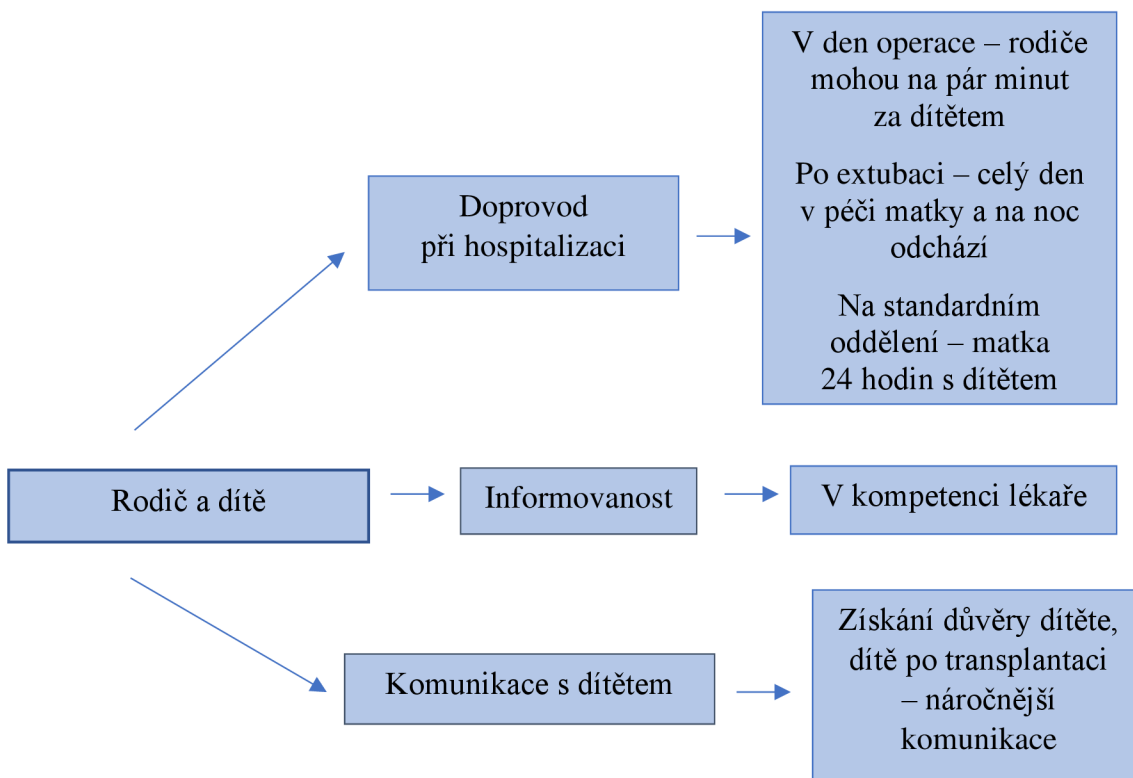 V den operace – rodiče
mohou na pár minut
za dítětem
Po extubaci – celý den
v péči matky a na noc
odchází
Na standardním
oddělení – matka
24 hodin s dítětem
Doprovod
při hospitalizaci
Rodič a dítě
Informovanost
V kompetenci lékaře
Komunikace s dítětem
Získání důvěry dítěte,
dítě po transplantaci
– náročnější
komunikace